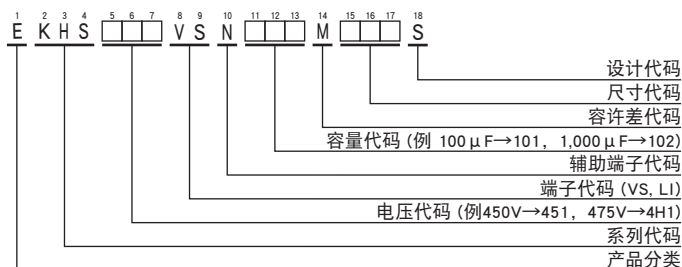 1 2 3 4 5 6 7 8 9 10 11 12 13 14 15 16 17 18
E K H S □□□ V S N □□□ M □□□ S
设计代码
尺寸代码
容许差代码
容量代码 (例 100μF→101, 1,000μF→102)
辅助端子代码
端子代码 (VS, LI)
电压代码 (例450V→451, 475V→4H1)
系列代码
产品分类